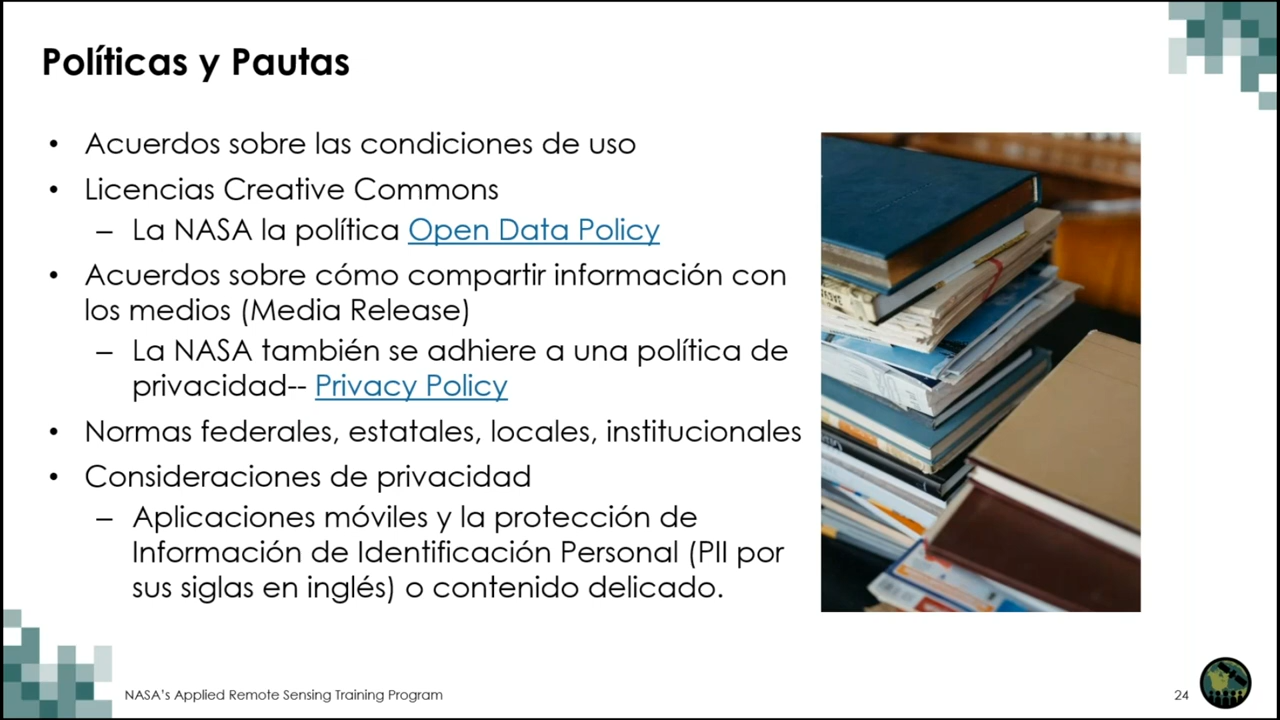 Políticas y Pautas
• Acuerdos sobre las condiciones de uso
• Licencias Creative Commons
– La NASA la política Open Data Policy
• Acuerdos sobre cómo compartir información con
los medios (Media Release)
– La NASA también se adhiere a una política de
privacidad-- Privacy Policy
• Normas federales, estatales, locales, institucionales
• Consideraciones de privacidad
– Aplicaciones móviles y la protección de
Información de Identificación Personal (PII por
sus siglas en inglés) o contenido delicado.
NASA's Applied Remote Sensing Training Program
24